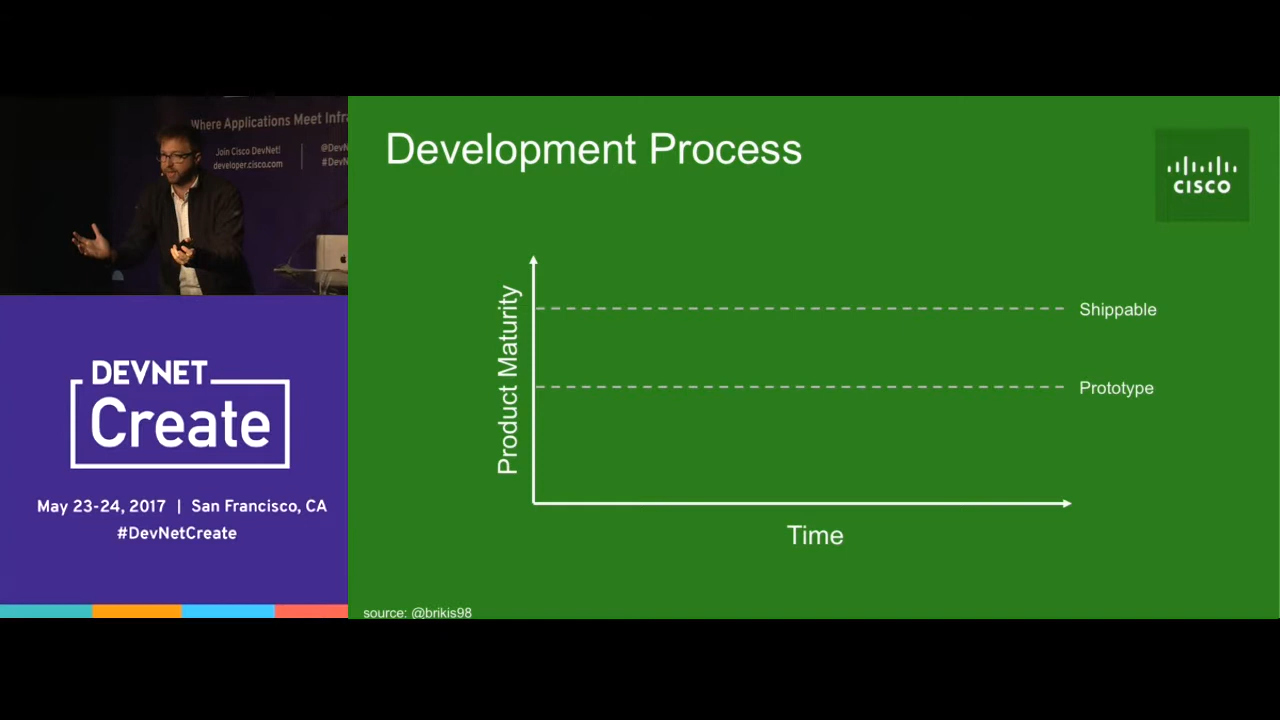 Where Applications Meet
Join Cisco DevNet!
developer.cisco.com
DEVNET
Create
May 23-24, 2017 | San Francisco, CA
#DevNetCreate
Development Process
CISCO
Product Maturity
Shippable
Prototype
Time
source: @brikis98